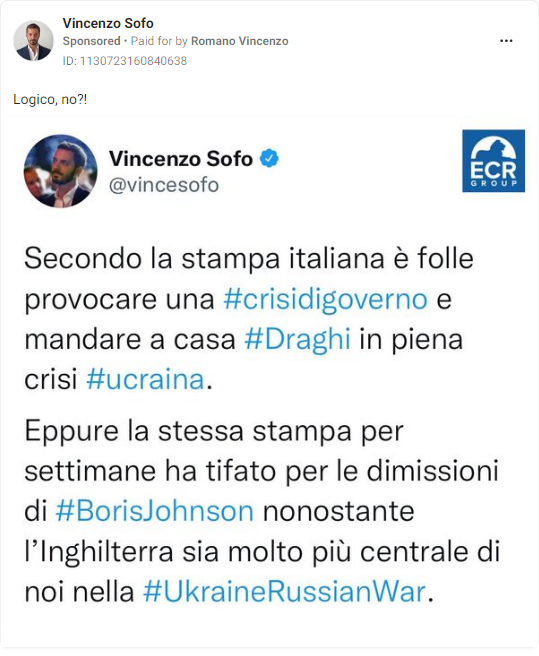 Vincenzo Sofo
Sponsored • Paid for by Romano Vincenzo
ID: 1130723160840638
Logico, no?!
Vincenzo Sofo
@vincesofo
ECR
GROUP
Secondo la stampa italiana è folle
provocare una #crisidigoverno e
mandare a casa #Draghi in piena
crisi #ucraina.
Eppure la stessa stampa per
settimane ha tifato per le dimissioni
di #BorisJohnson nonostante
l’Inghilterra sia molto più centrale di
noi nella #UkraineRussianWar.